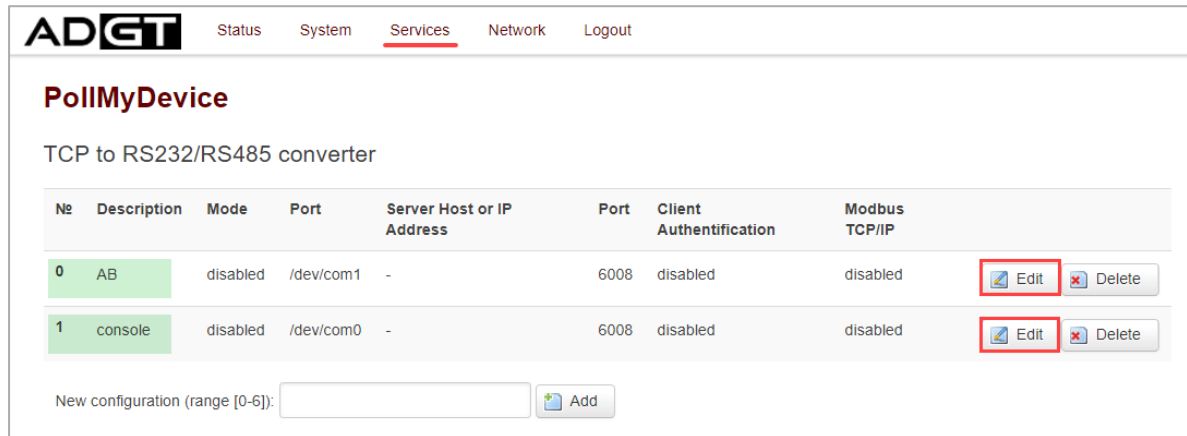 ADGT Status System Services Network Logout
PollMyDevice
TCP to RS232/RS485 converter
№ Description Mode Port Server Host or IP Address Port Client Authentification Modbus TCP/IP
0 AB disabled /dev/com1 - 6008 disabled disabled Edit Delete
1 console disabled /dev/com0 - 6008 disabled disabled Edit Delete
New configuration (range [0-6]): Add